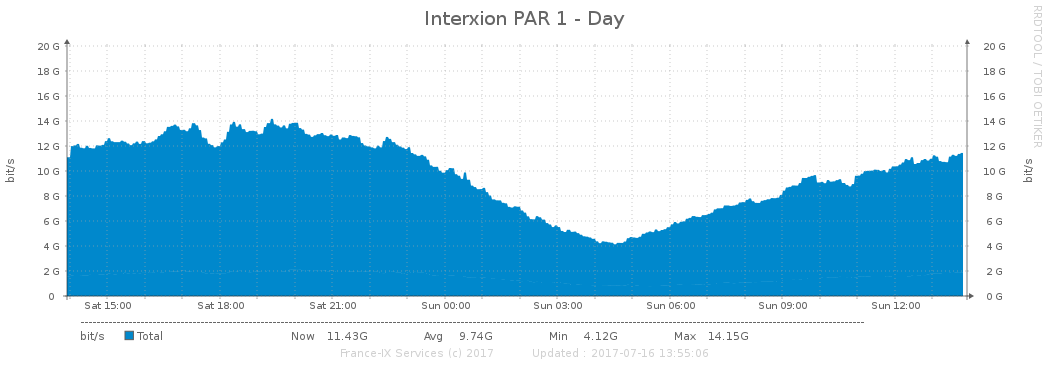 Interxion PAR 1 - Day
RRDTOOL / TOBI OETIKER
bit/s
20 G 20 G
18 G 18 G
16 G 16 G
14 G 14 G
12 G 12 G
10 G 10 G
8 G 8 G
6 G 6 G
4 G 4 G
2 G 2 G
0 0 G
bit/s
Sat 15:00 Sat 18:00 Sat 21:00 Sun 00:00 Sun 03:00 Sun 06:00 Sun 09:00 Sun 12:00
bit/s Total Now 11.43G Avg 9.74G Min 4.12G Max 14.15G
France-IX Services (c) 2017 Updated : 2017-07-16 13:55:06